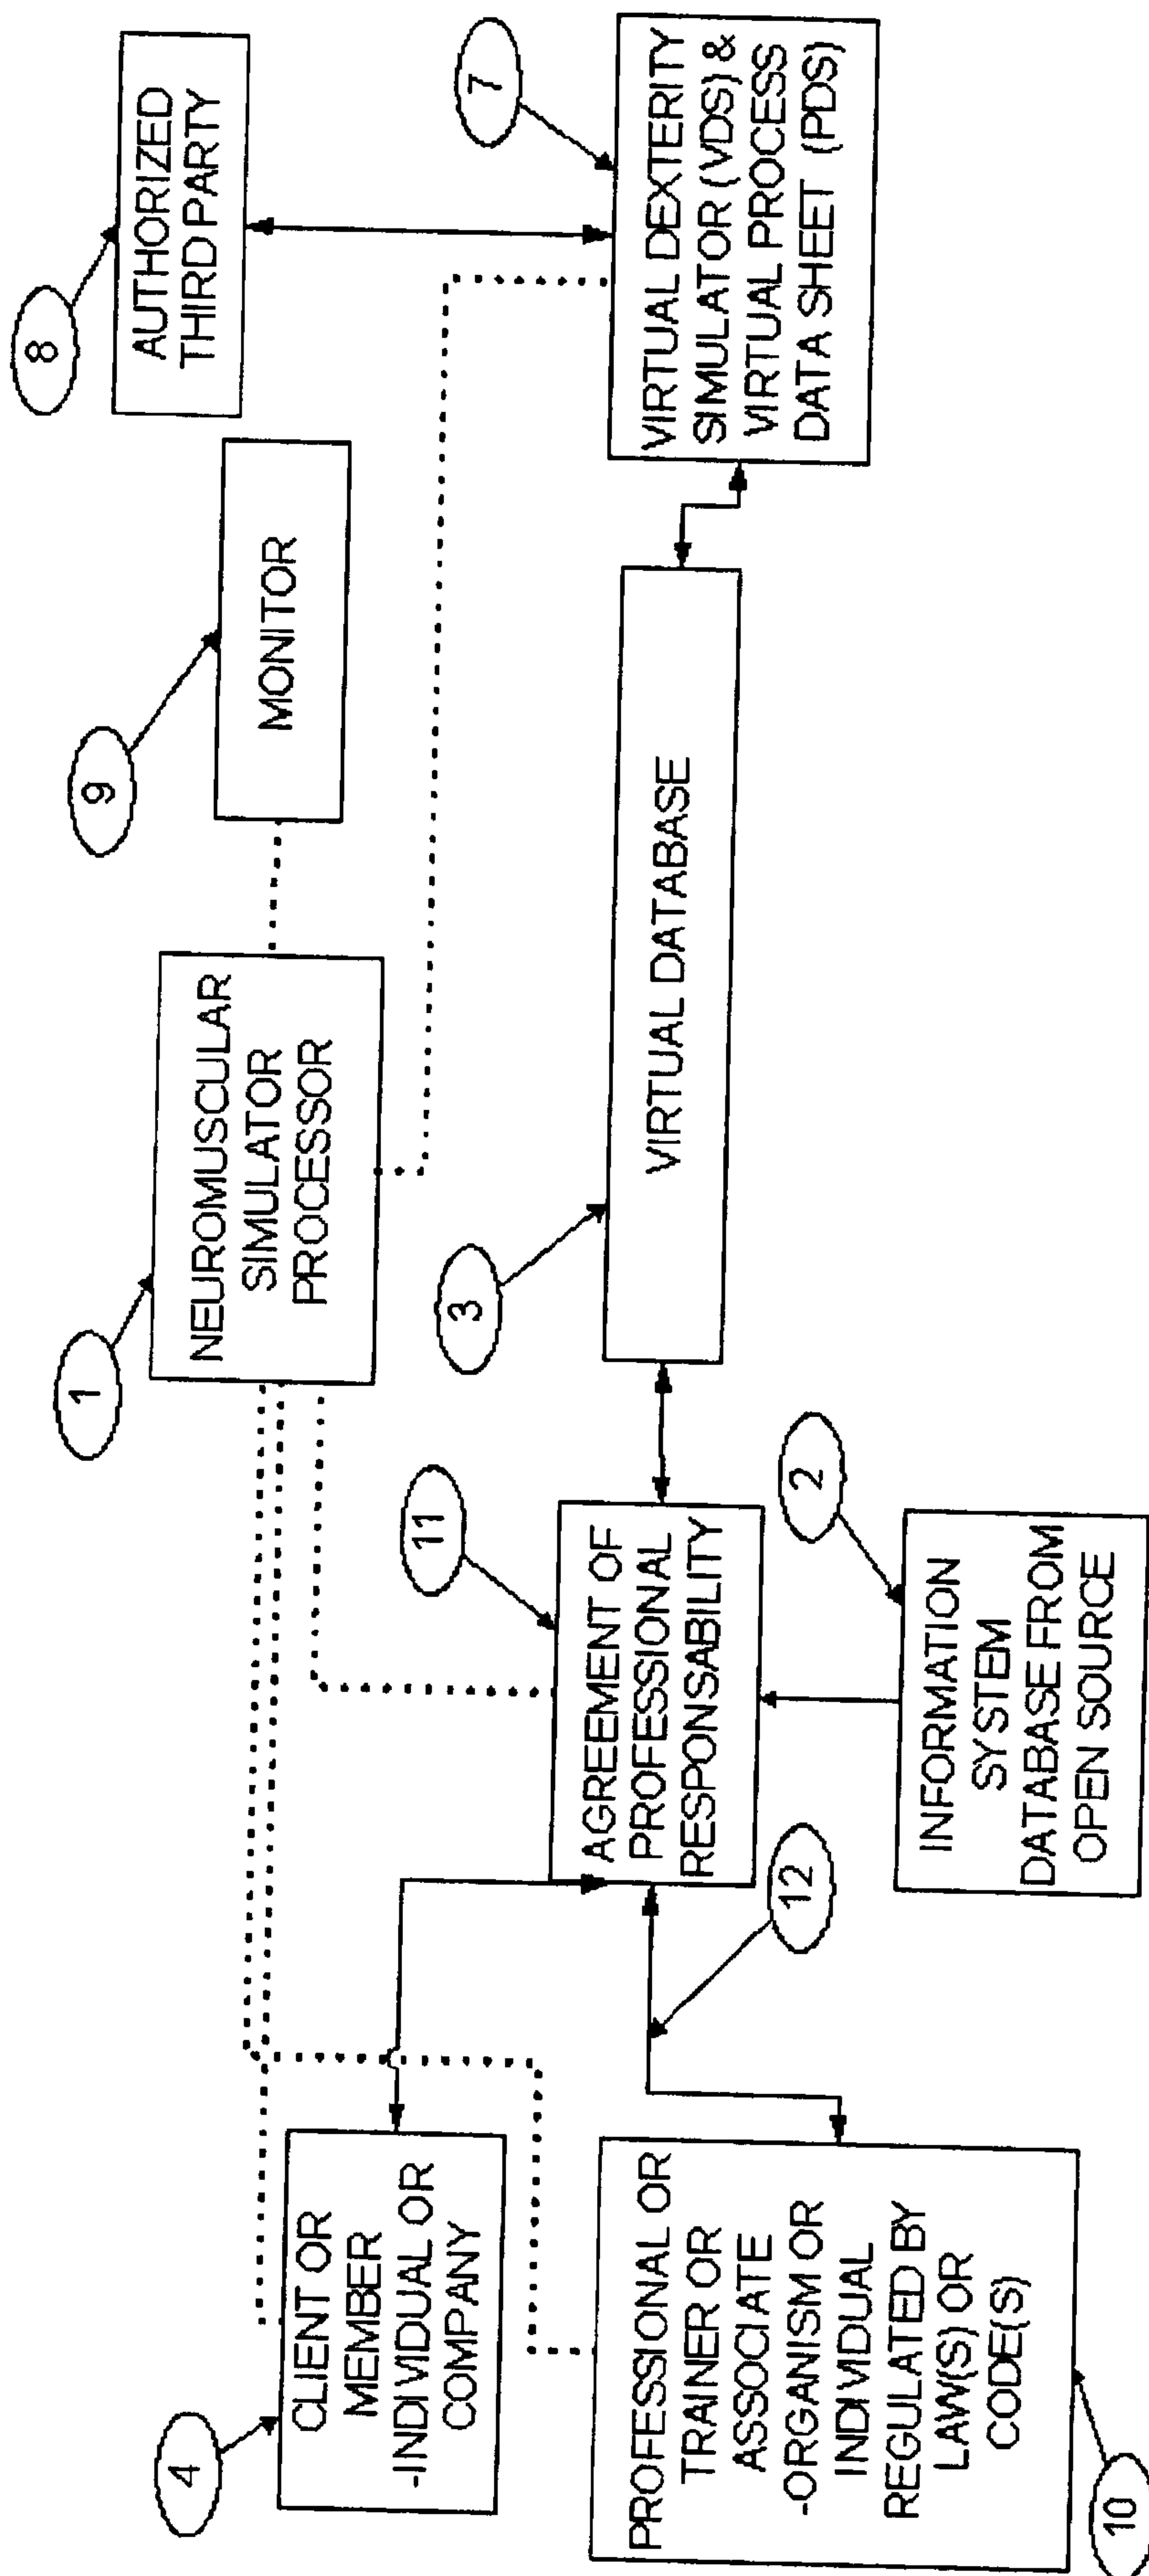 4
CLIENT OR
MEMBER
-INDIVIDUAL OR
COMPANY
10
PROFESSIONAL OR
TRAINER OR
ASSOCIATE
-ORGANISM OR
INDIVIDUAL
REGULATED BY
LAW(S) OR
CODE(S)
12
11
AGREEMENT OF
PROFESSIONAL
RESPONSABILITY
2
INFORMATION
SYSTEM
DATABASE FROM
OPEN SOURCE
1
NEUROMUSCULAR
SIMULATOR
PROCESSOR
3
VIRTUAL DATABASE
9
MONITOR
8
AUTHORIZED
THIRD PARTY
7
VIRTUAL DEXTERITY
SIMULATOR (VDS) &
VIRTUAL PROCESS
DATA SHEET (PDS)